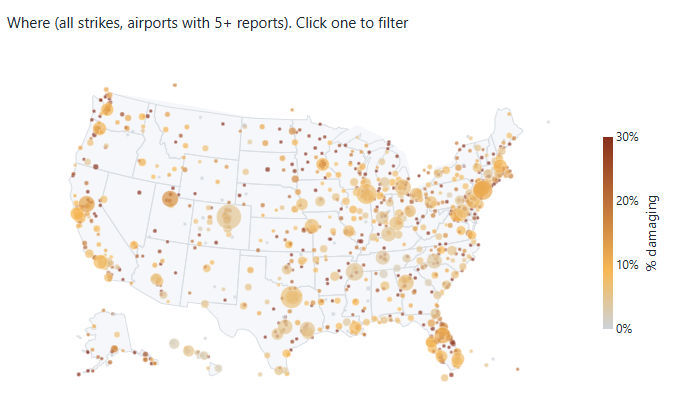 Where (all strikes, airports with 5+ reports). Click one to filter
30%
20%
10%
0%
% damaging